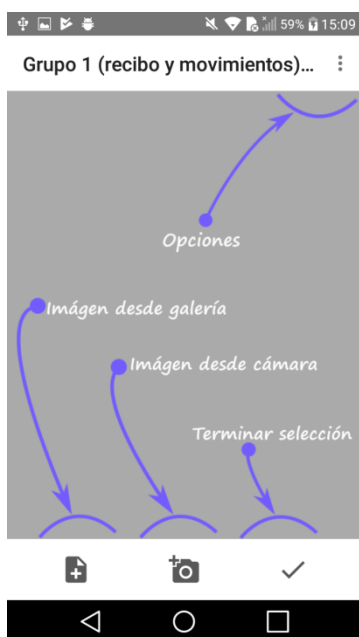 59% 15:09
Grupo 1 (recibo y movimientos)...
Opciones
Imágen desde galería
Imágen desde cámara
Terminar selección